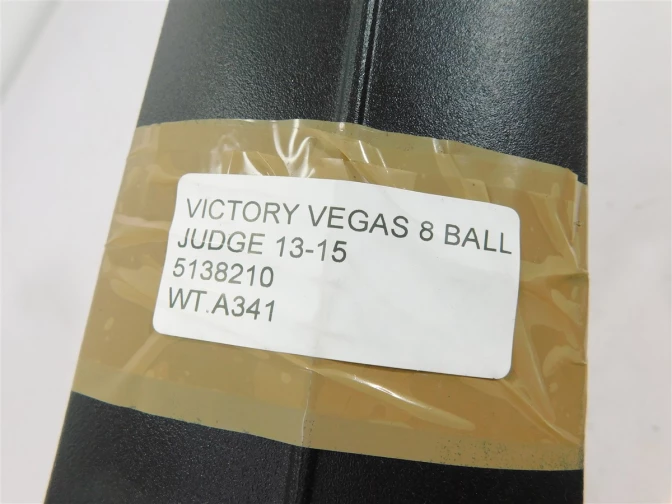 VICTORY VEGAS 8 BALL
JUDGE 13-15
5138210
WT.A341